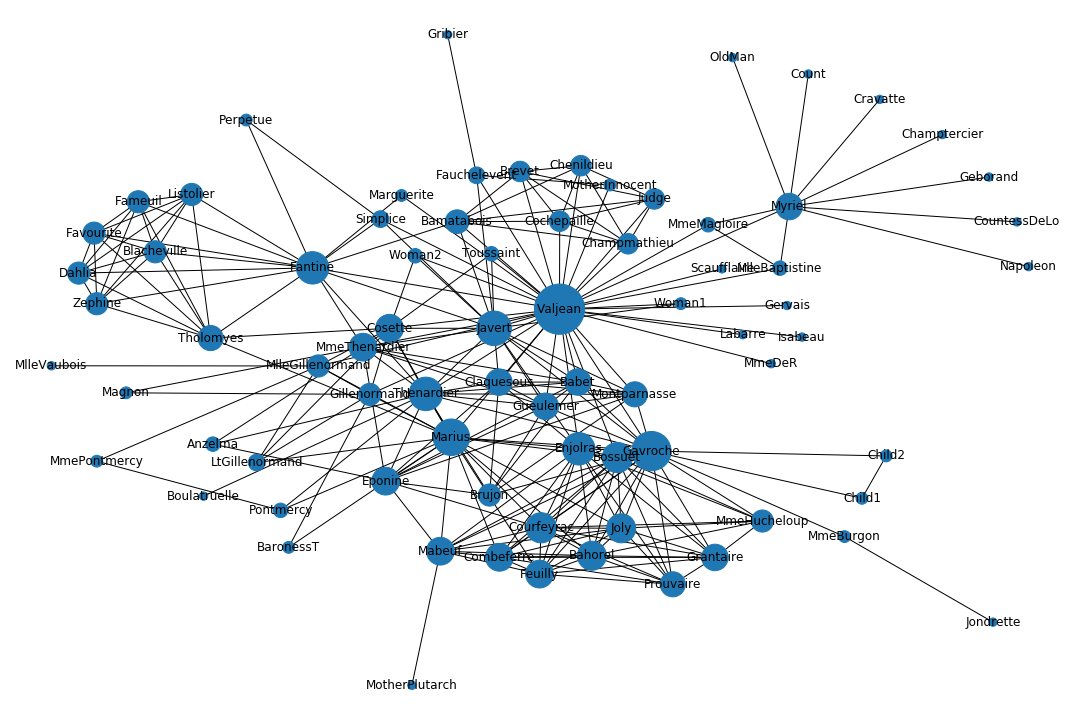 Gribier
OldMan
Count
Cravatte
Perpetue
Champtercier
Chenildieu
Brevet
Fauchelevent
MotherInnocent
Geborand
Listolier
Fameuil
Marguerite
Judge
Myriel
Simplice
Bamatabois
Cochepaille
MmeMagloire
CountessDeLo
Favourite
Champmathieu
Blacheville
Woman2
Toussaint
Fantine
Scaufflaire
MlleBaptistine
Napoleon
Dahlia
Zephine
Valjean
Woman1
Gervais
Cosette
Javert
Labarre
Isabeau
Tholomyes
MmeThenardier
MlleVaubois
MlleGillenormand
MmeDeR
Claquesous
Babet
Magnon
Gillenormand
Thenardier
Montparnasse
Gueulemer
Marius
Anzelma
Enjolras
Gavroche
Bossuet
Child2
MmePontmercy
LtGillenormand
Eponine
Boulatruelle
Brujon
Child1
Pontmercy
MmeHucheloup
Courfeyrac
Joly
MmeBurgon
BaronessT
Mabeuf
Combeferre
Bahorel
Grantaire
Feuilly
Prouvaire
Jondrette
MotherPlutarch